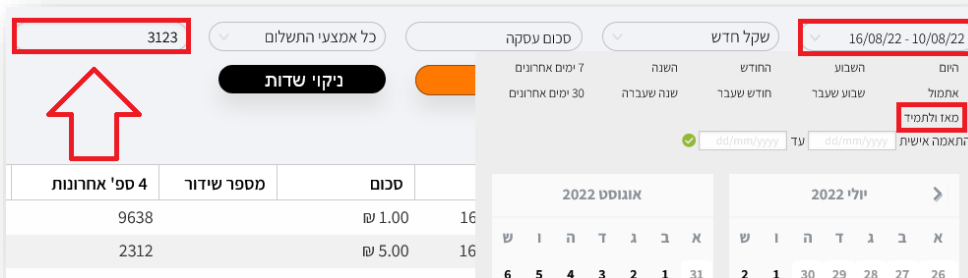 16/08/22 - 10/08/22 שקל חדש סכום עסקה כל אמצעי התשלום 3123
ניקוי שדות
היום השבוע החודש השנה 7 ימים אחרונים
אתמול שבוע שעבר חודש שעבר שנה שעברה 30 ימים אחרונים
מאז ולתמיד
התאמה אישית dd/mm/yyyy עד dd/mm/yyyy
יולי 2022 אוגוסט 2022
א ב ג ד ה ו ש א ב ג ד ה ו ש
26 27 28 29 30 1 2 31 1 2 3 4 5 6
סכום מספר שידור 4 ספ' אחרונות
16 ₪ 1.00 9638
16 ₪ 5.00 2312